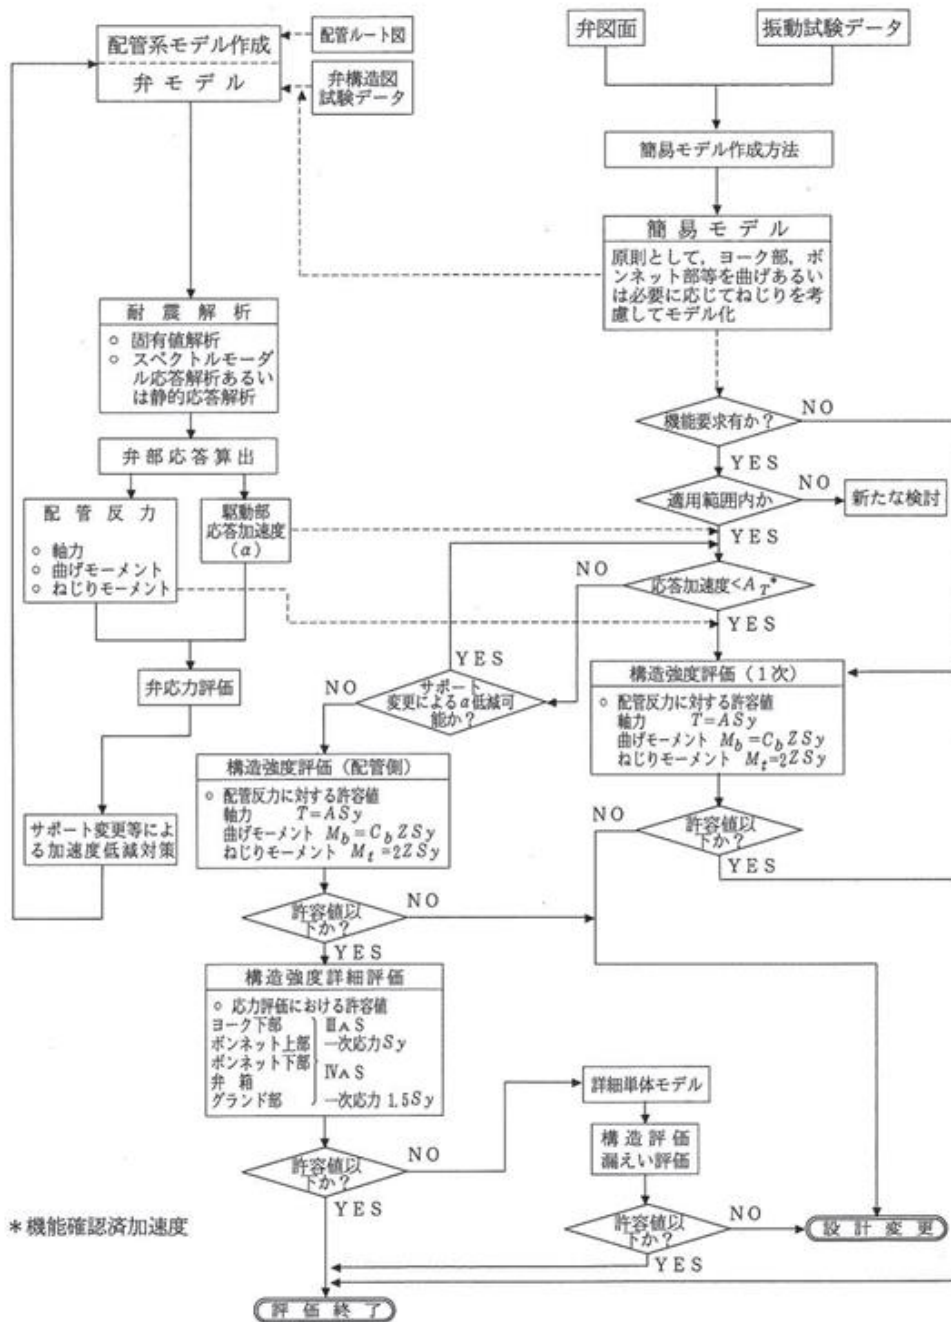 配管系モデル作成
弁モデル
配管ルート図
弁構造図
試験データ
弁図面
振動試験データ
簡易モデル作成方法
簡易モデル
原則として，ヨーク部，ボ
ンネット部等を曲げあるい
は必要に応じてねじりを考
慮してモデル化
耐震解析
○ 固有値解析
○ スペクトルモーダ
ル応答解析あるい
は静的応答解析
弁部応答算出
配管反力
○ 軸力
○ 曲げモーメント
○ ねじりモーメント
駆動部
応答加速度
(α)
弁応力評価
サポート変更等によ
る加速度低減対策
機能要求有か？
NO
YES
適用範囲内か
NO
新たな検討
YES
応答加速度<A_T*
NO
YES
サポート
変更によるα低減可
能か？
YES
NO
構造強度評価（1次）
○ 配管反力に対する許容値
軸力 T=ASy
曲げモーメント M_b=C_bZSy
ねじりモーメント M_t=2ZSy
許容値以
下か？
NO
YES
構造強度評価（配管側）
○ 配管反力に対する許容値
軸力 T=ASy
曲げモーメント M_b=C_bZSy
ねじりモーメント M_t=2ZSy
許容値以
下か？
NO
YES
構造強度詳細評価
○ 応力評価における許容値
ヨーク下部 ⅢAS
ボンネット上部 一次応力Sy
ボンネット下部
弁箱 ⅣAS
グランド部 一次応力 1.5Sy
許容値以
下か？
NO
YES
詳細単体モデル
構造評価
漏えい評価
許容値以
下か？
NO
YES
設計変更
評価終了
*機能確認済加速度